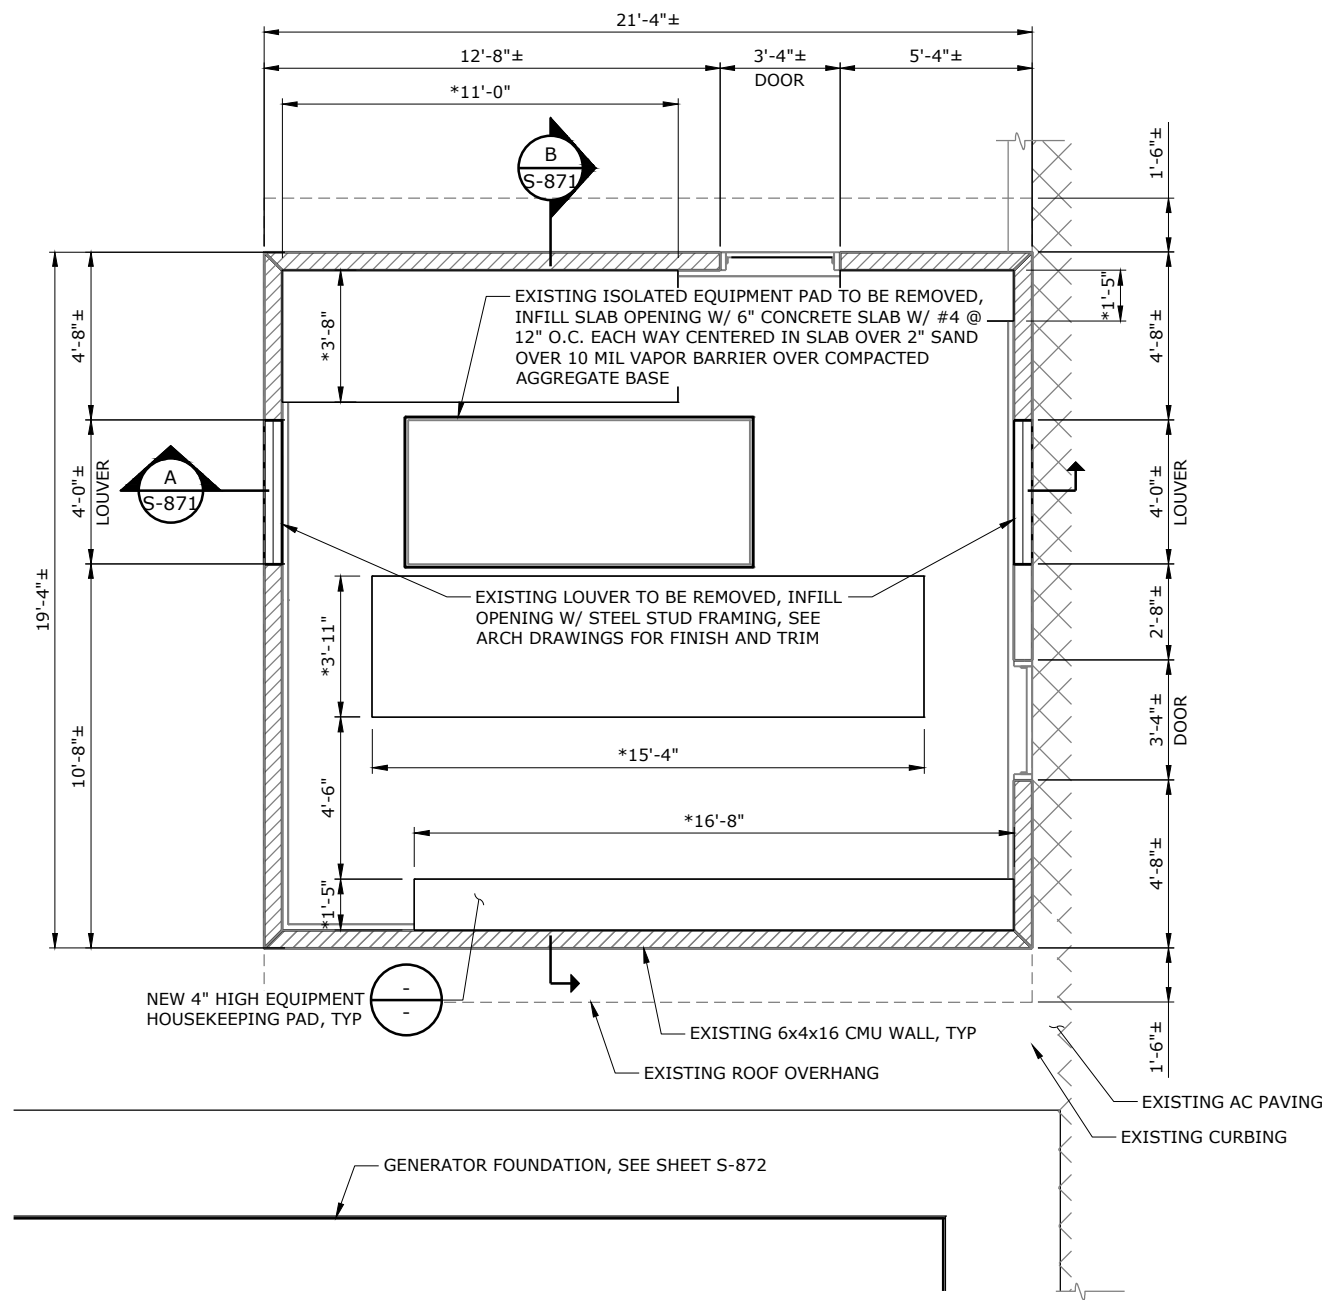 21'-4"±
12'-8"±
3'-4"±
DOOR
5'-4"±
*11'-0"
B
S-871
1'-6"±
4'-8"±
*3'-8"
EXISTING ISOLATED EQUIPMENT PAD TO BE REMOVED,
INFILL SLAB OPENING W/ 6" CONCRETE SLAB W/ #4 @
12" O.C. EACH WAY CENTERED IN SLAB OVER 2" SAND
OVER 10 MIL VAPOR BARRIER OVER COMPACTED
AGGREGATE BASE
*1'-5"
4'-8"±
19'-4"±
4'-0"±
LOUVER
A
S-871
4'-0"±
LOUVER
EXISTING LOUVER TO BE REMOVED, INFILL
OPENING W/ STEEL STUD FRAMING, SEE
ARCH DRAWINGS FOR FINISH AND TRIM
*3'-11"
2'-8"±
3'-4"±
DOOR
10'-8"±
*15'-4"
4'-6"
*16'-8"
4'-8"±
*1'-5"
NEW 4" HIGH EQUIPMENT
HOUSEKEEPING PAD, TYP
-
-
EXISTING 6x4x16 CMU WALL, TYP
1'-6"±
EXISTING ROOF OVERHANG
EXISTING AC PAVING
EXISTING CURBING
GENERATOR FOUNDATION, SEE SHEET S-872